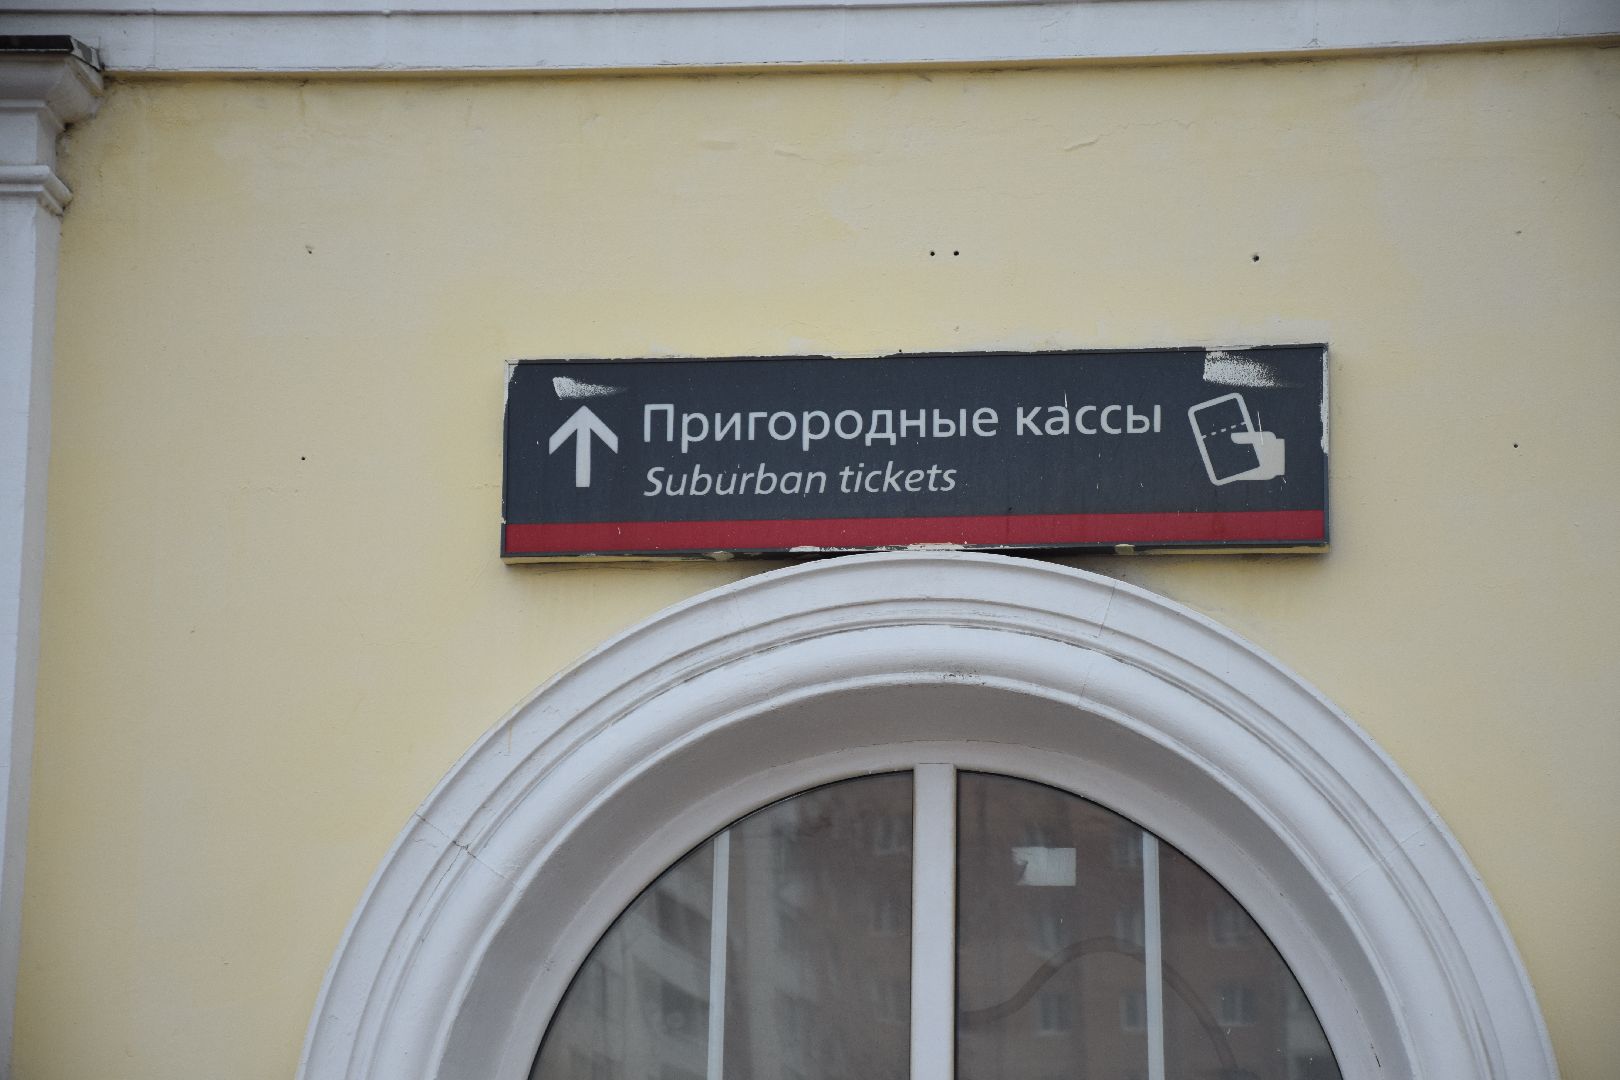 Пригородные кассы
Suburban tickets